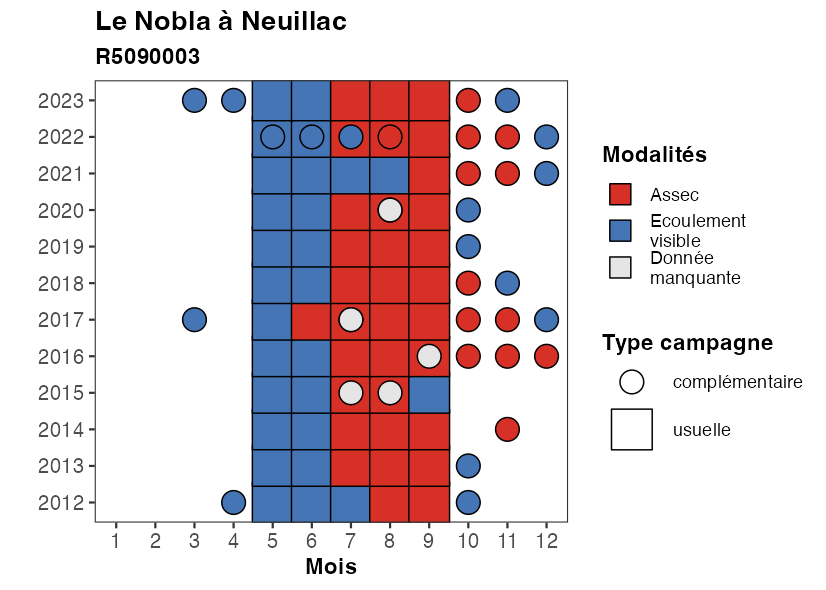 Le Nobla à Neuillac
R5090003
2023
2022
2021
2020
2019
2018
2017
2016
2015
2014
2013
2012
1 2 3 4 5 6 7 8 9 10 11 12
Mois
Modalités
Assec
Ecoulement
visible
Donnée
manquante
Type campagne
complémentaire
usuelle